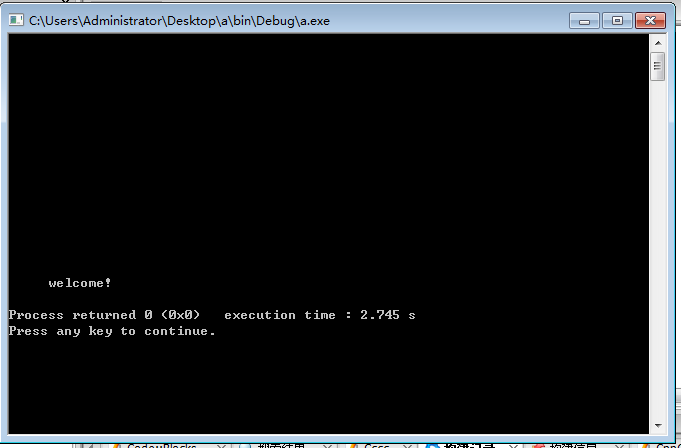 C:\Users\Administrator\Desktop\a\bin\Debug\a.exe
welcome!
Process returned 0 (0x0)   execution time : 2.745 s
Press any key to continue.